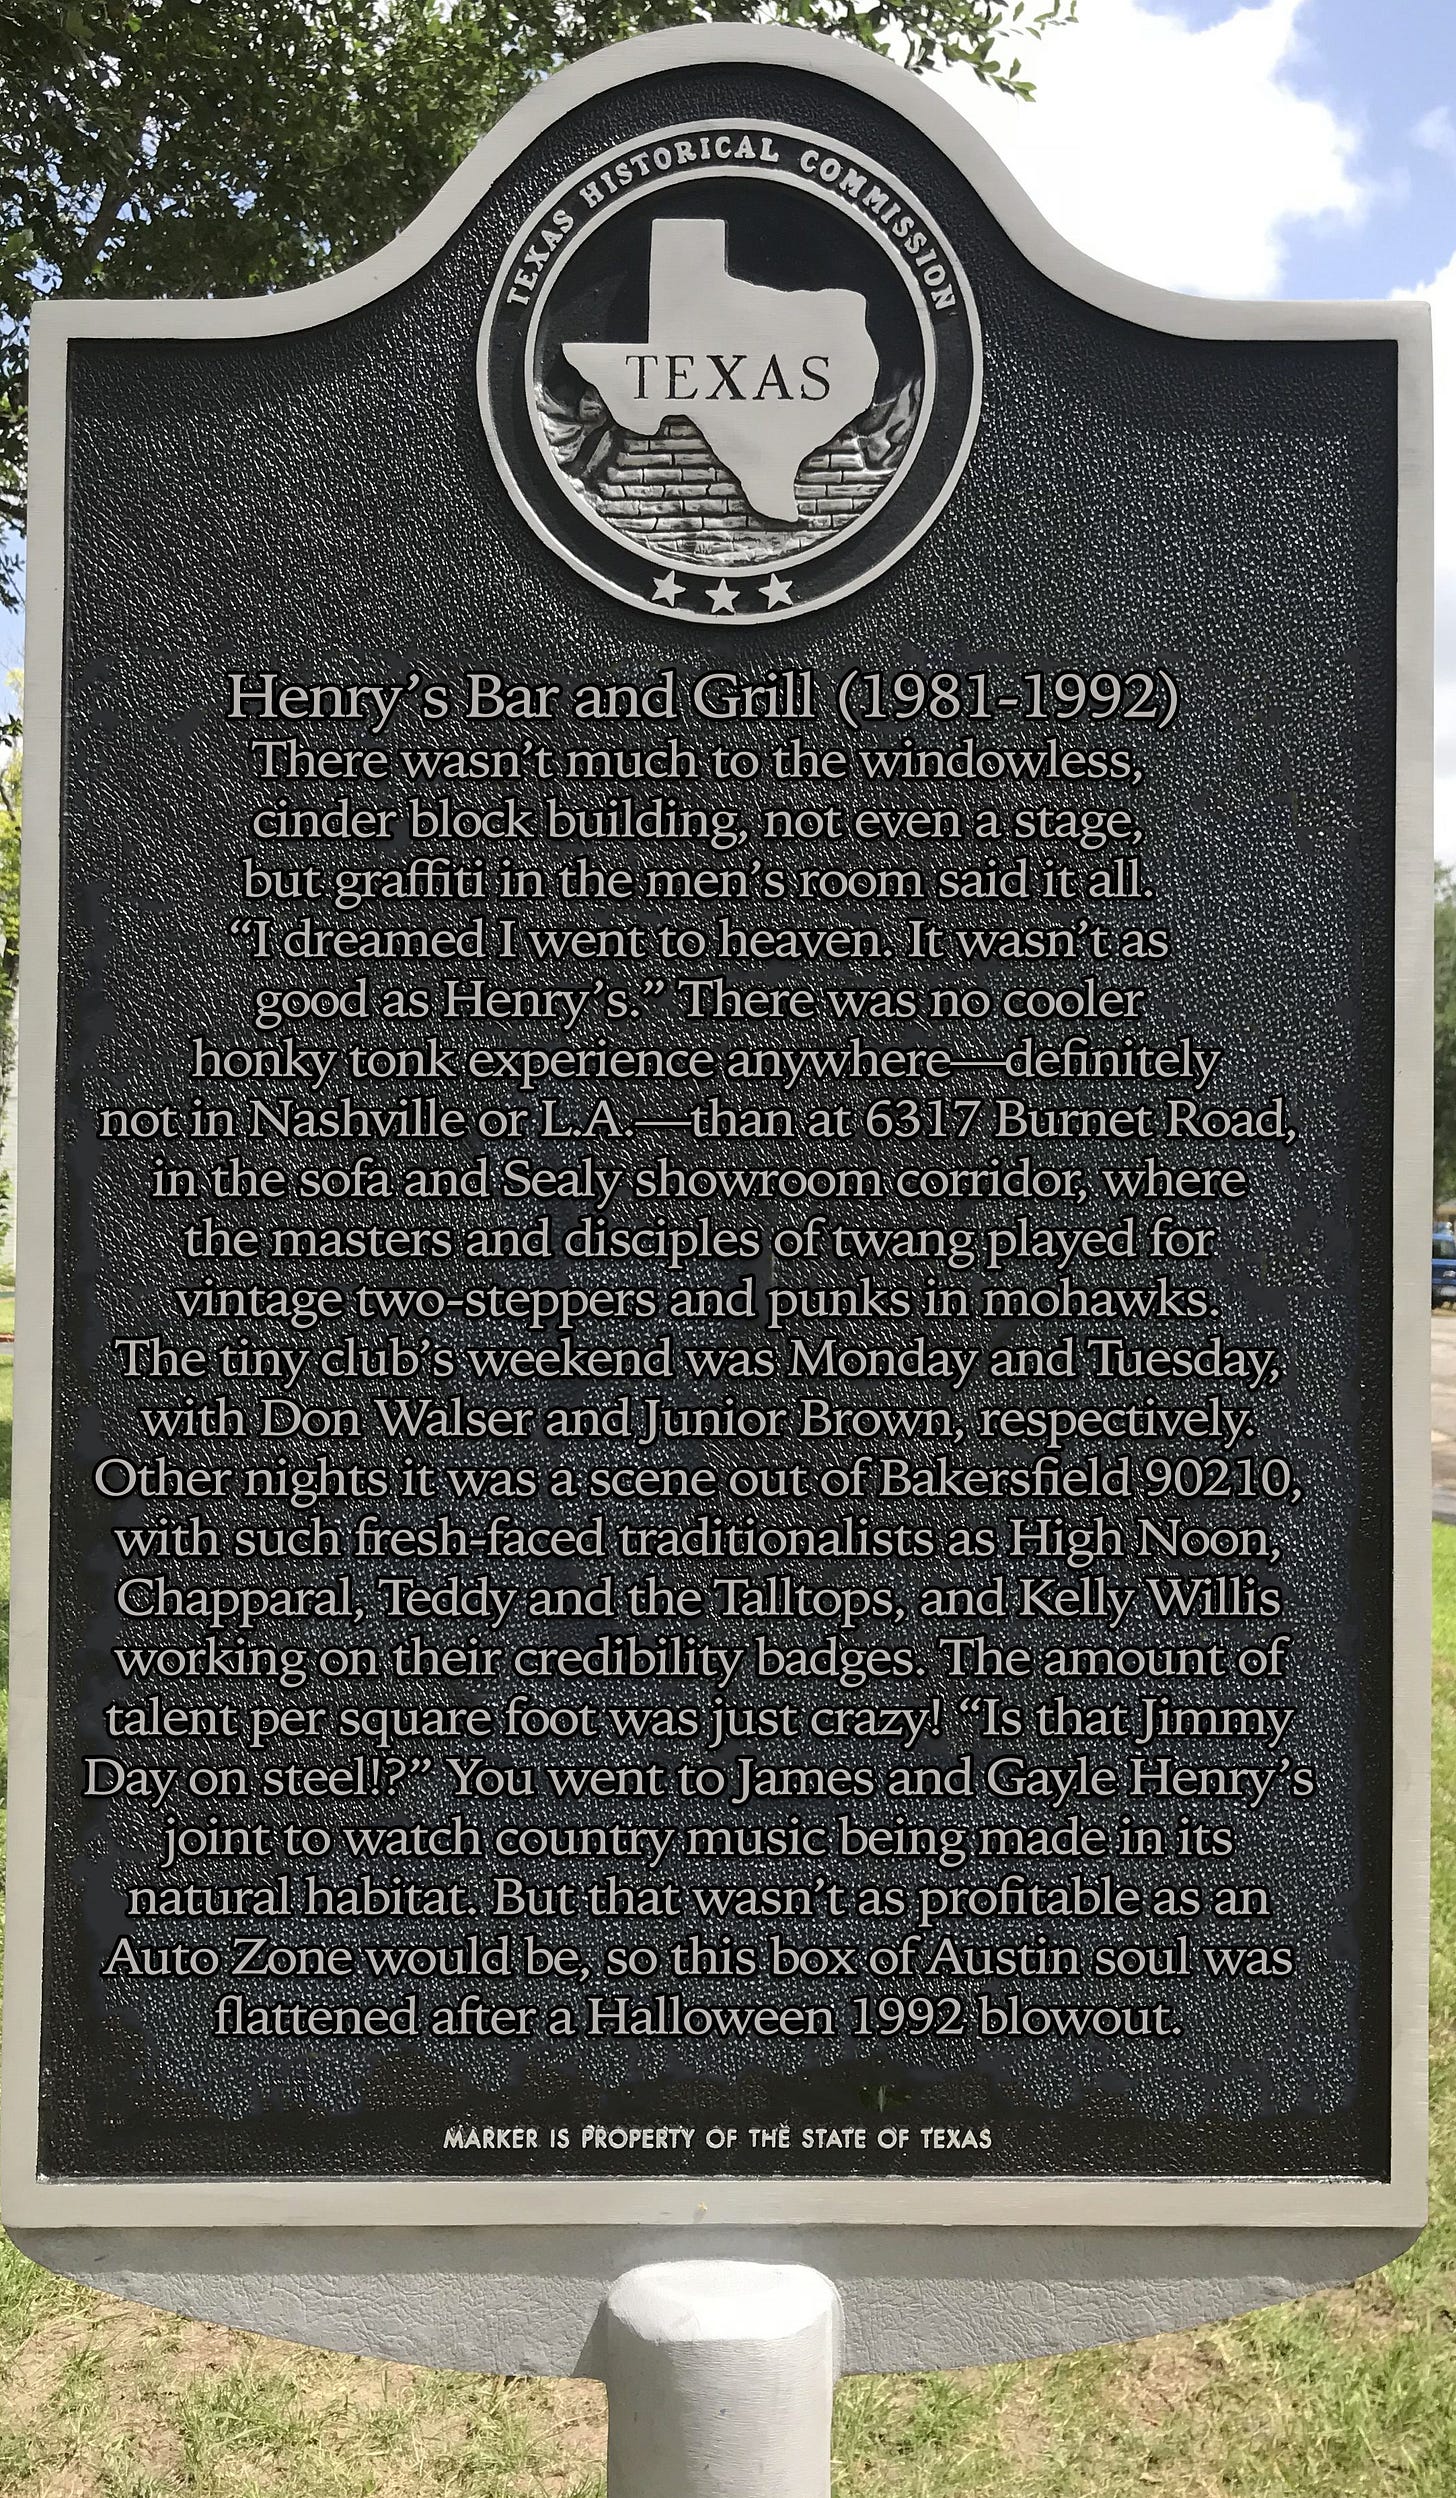 TEXAS HISTORICAL COMMISSION
TEXAS
Henry’s Bar and Grill (1981-1992)
There wasn’t much to the windowless,
cinder block building, not even a stage,
but graffiti in the men’s room said it all.
“I dreamed I went to heaven. It wasn’t as
good as Henry’s.” There was no cooler
honky tonk experience anywhere—definitely
not in Nashville or L.A.—than at 6317 Burnet Road,
in the sofa and Sealy showroom corridor, where
the masters and disciples of twang played for
vintage two-steppers and punks in mohawks.
The tiny club’s weekend was Monday and Tuesday,
with Don Walser and Junior Brown, respectively.
Other nights it was a scene out of Bakersfield 90210,
with such fresh-faced traditionalists as High Noon,
Chapparal, Teddy and the Talltops, and Kelly Willis
working on their credibility badges. The amount of
talent per square foot was just crazy! “Is that Jimmy
Day on steel!?” You went to James and Gayle Henry’s
joint to watch country music being made in its
natural habitat. But that wasn’t as profitable as an
Auto Zone would be, so this box of Austin soul was
flattened after a Halloween 1992 blowout.
MARKER IS PROPERTY OF THE STATE OF TEXAS